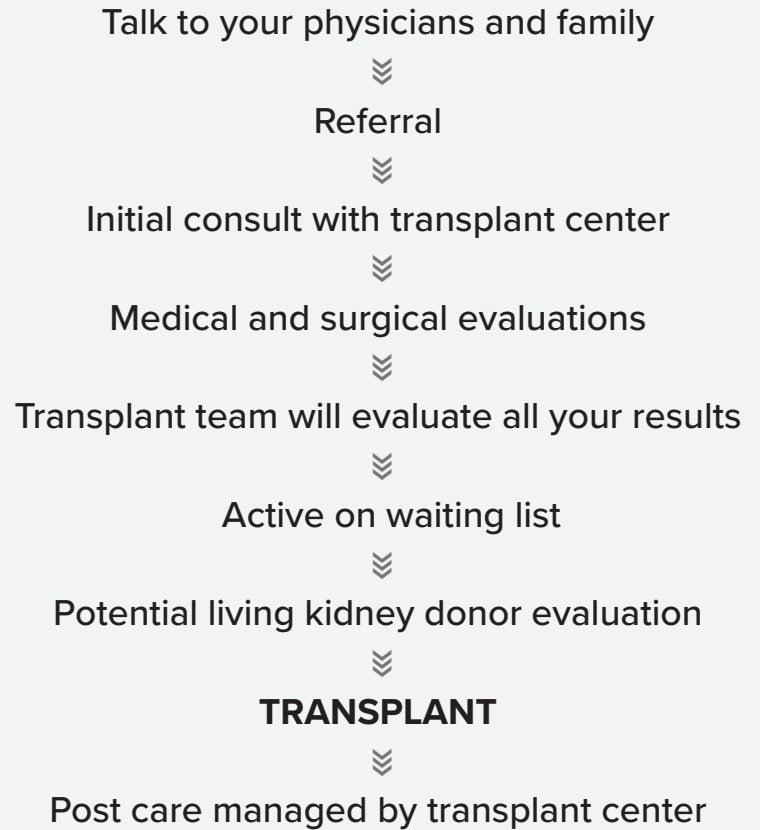 Talk to your physicians and family
Referral
Initial consult with transplant center
Medical and surgical evaluations
Transplant team will evaluate all your results
Active on waiting list
Potential living kidney donor evaluation
TRANSPLANT
Post care managed by transplant center